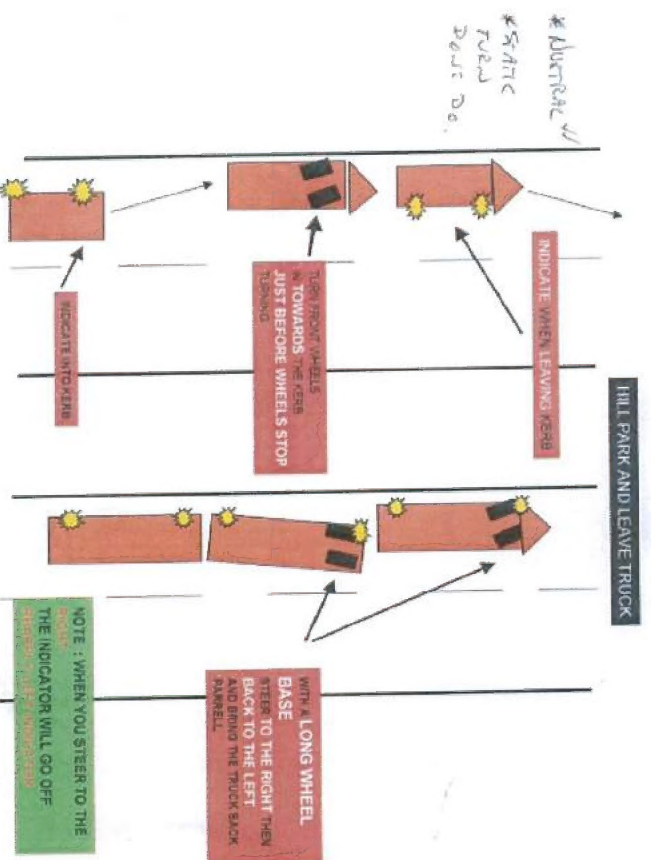 HILL PARK AND LEAVE TRUCK
*NUETRAL
*STATIC
TURN
DONT DO.
INDICATE WHEN LEAVING KERB
TURN FRONT WHEELS
IN TOWARDS THE KERB
JUST BEFORE WHEELS STOP
TURNING
INDICATE INTO KERB
WITH A LONG WHEEL
BASE
STEER TO THE RIGHT THEN
BACK TO THE LEFT
AND BRING THE TRUCK BACK
PARRELL
NOTE : WHEN YOU STEER TO THE
RIGHT
THE INDICATOR WILL GO OFF